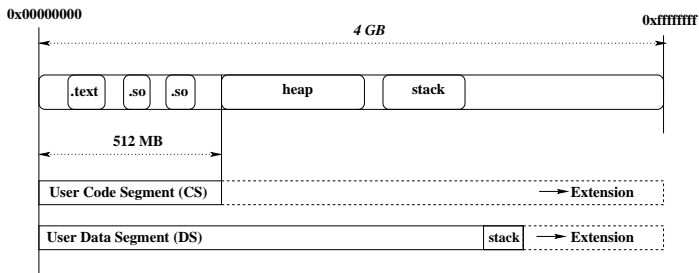 0x00000000
0xffffffff
4 GB
.text .so .so heap stack
512 MB
User Code Segment (CS) Extension
User Data Segment (DS) stack Extension